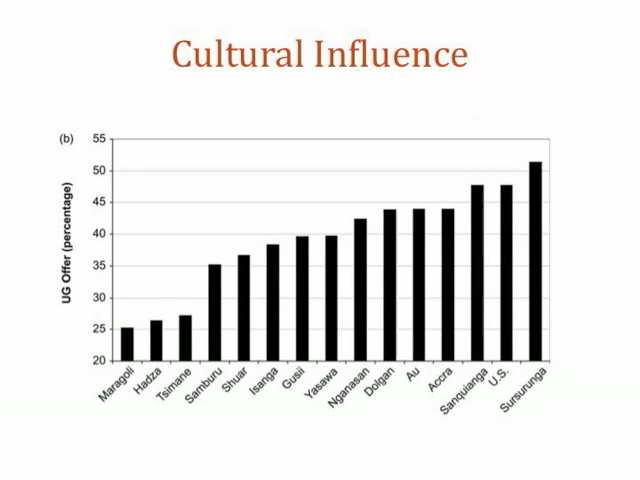 Cultural Influence
(b)
UG Offer (percentage)
55
50
45
40
35
30
25
20
Maragoli
Hadza
Tsimane
Samburu
Shuar
Isanga
Gusii
Yasawa
Nganasan
Dolgan
Au
Accra
Sanquianga
U.S.
Sursurunga